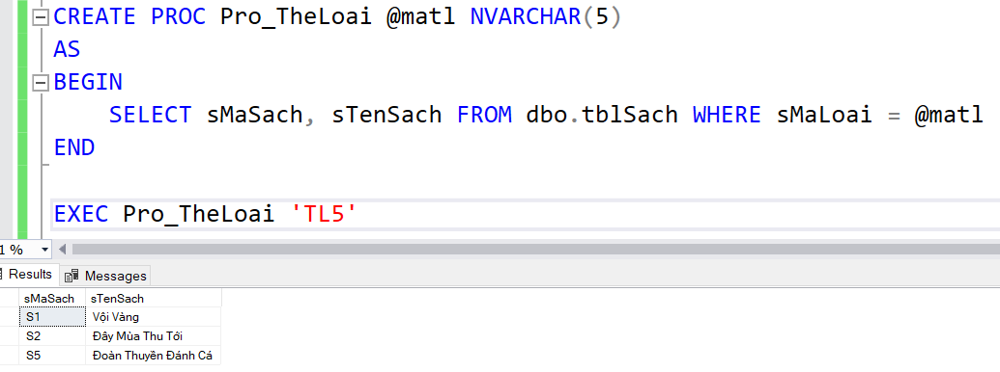 CREATE PROC Pro_TheLoai @matl NVARCHAR(5)
AS
BEGIN
SELECT sMaSach, sTenSach FROM dbo.tblSach WHERE sMaLoai = @matl
END
EXEC Pro_TheLoai 'TL5'
1 %
Results Messages
sMaSach sTenSach
S1 Vội Vàng
S2 Đây Mùa Thu Tới
S5 Đoàn Thuyền Đánh Cá